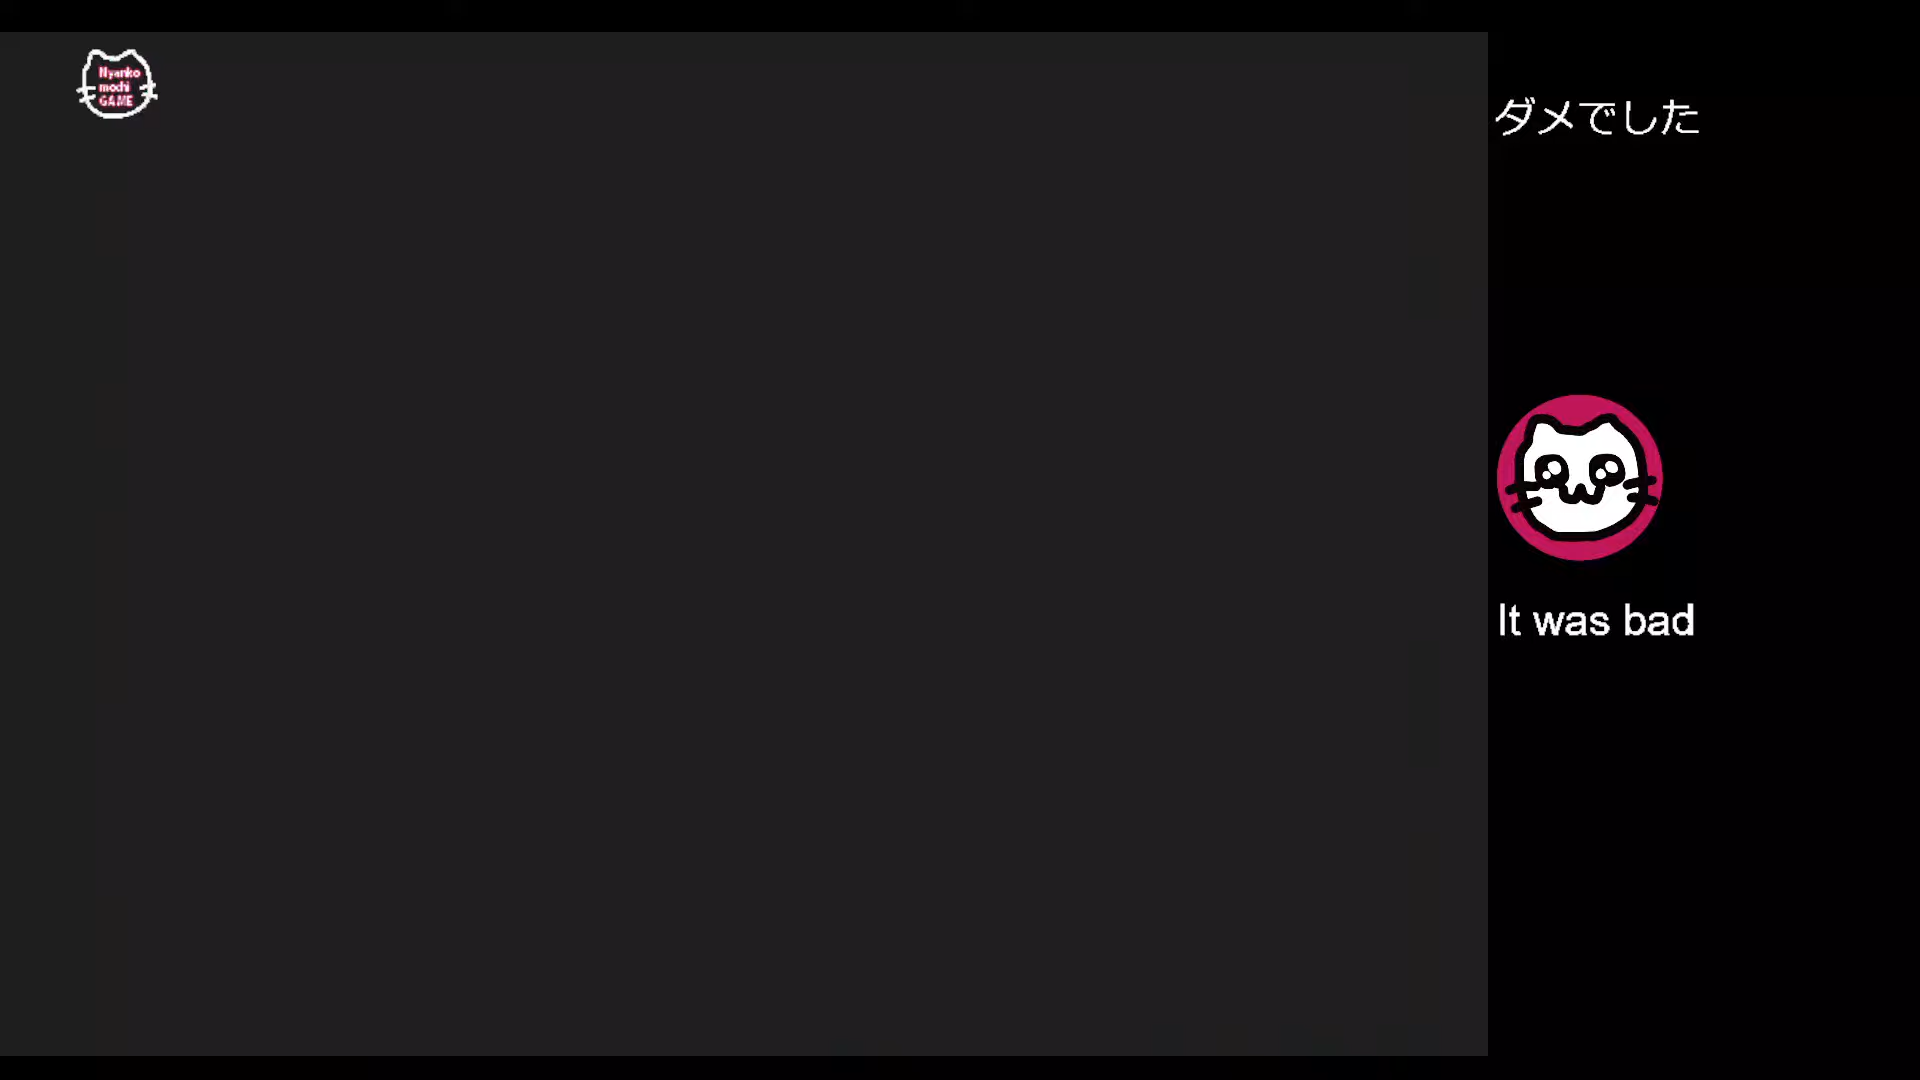 Nyanko
mochi
GAME
ダメでした
It was bad